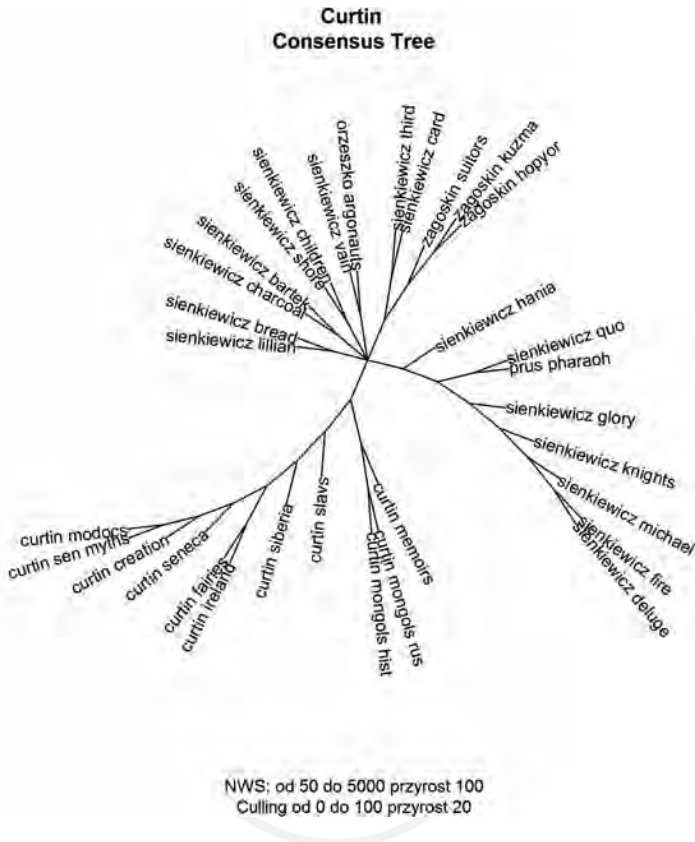 Curtin
Consensus Tree
sienkiewicz third
sienkiewicz card
zagoskin suitors
zagoskin kuzma
zagoskin hopyor
orzeszko argonauts
sienkiewicz vain
sienkiewicz children
sienkiewicz shore
sienkiewicz bartek
sienkiewicz charcoal
sienkiewicz bread
sienkiewicz lillian
sienkiewicz hania
sienkiewicz quo
prus pharaoh
sienkiewicz glory
sienkiewicz knights
sienkiewicz michael
sienkiewicz fire
sienkiewicz deluge
curtin memoirs
curtin mongols rus
curtin mongols hist
curtin slavs
curtin siberia
curtin ireland
curtin fairies
curtin seneca
curtin creation
curtin sen myths
curtin modocs
NWS; od 50 do 5000 przyrost 100
Culling od 0 do 100 przyrost 20